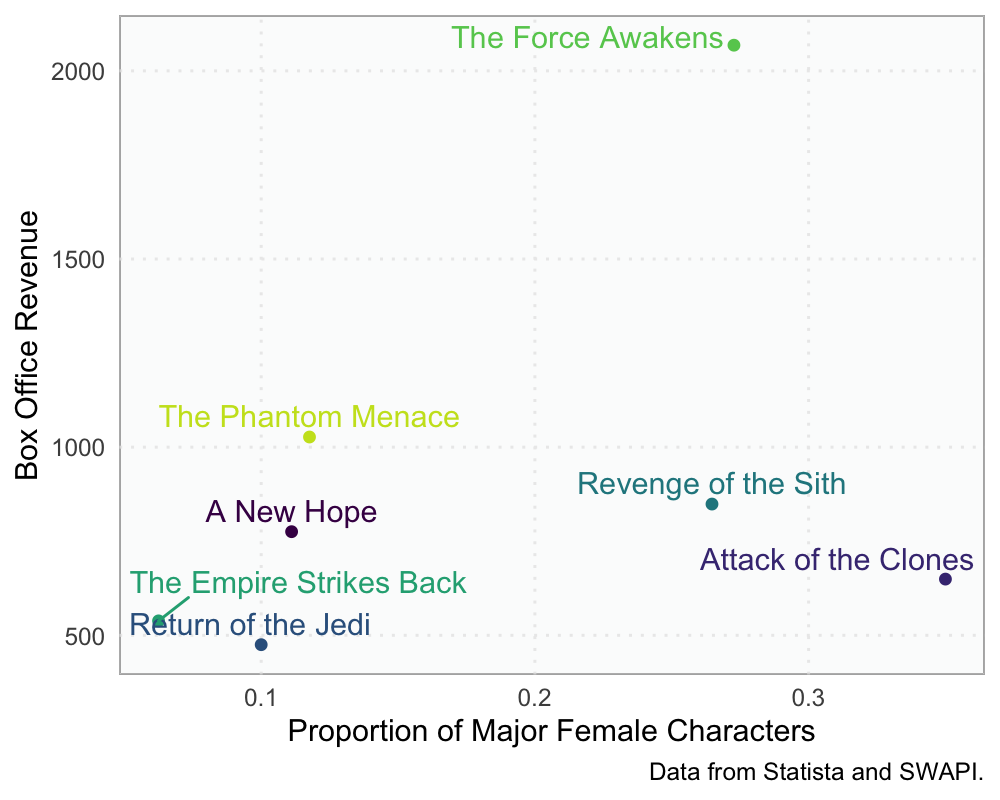 The Force Awakens
2000
1500
Box Office Revenue
The Phantom Menace
1000
Revenge of the Sith
A New Hope
Attack of the Clones
The Empire Strikes Back
Return of the Jedi
500
0.1
0.2
0.3
Proportion of Major Female Characters
Data from Statista and SWAPI.